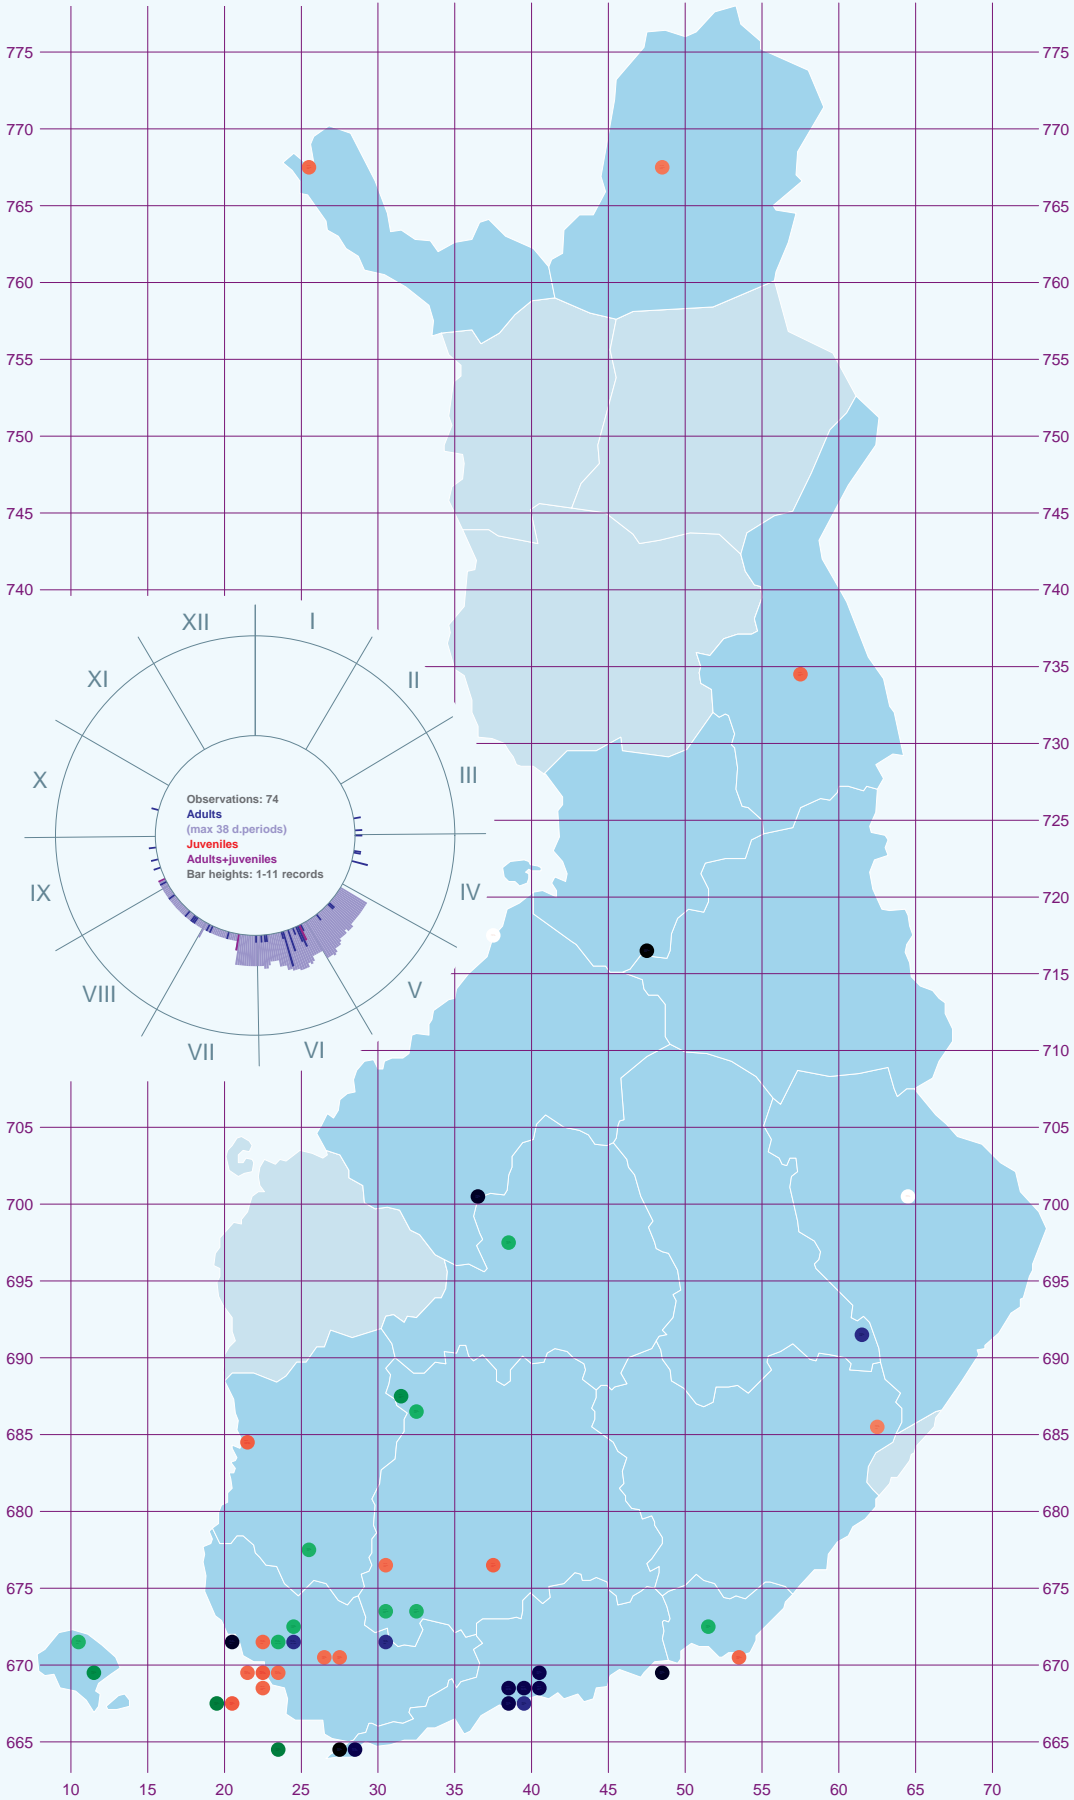 775 775
770 770
765 765
760 760
755 755
750 750
745 745
740 740
XII I
XI II
735
X III
730
Observations: 74
Adults
(max 38 d.periods)
Juveniles
Adults+juveniles
Bar heights: 1-11 records
725
IX IV
720
VIII V
715
VII VI
710
705 705
700 700
695 695
690 690
685 685
680 680
675 675
670 670
665 665
10 15 20 25 30 35 40 45 50 55 60 65 70